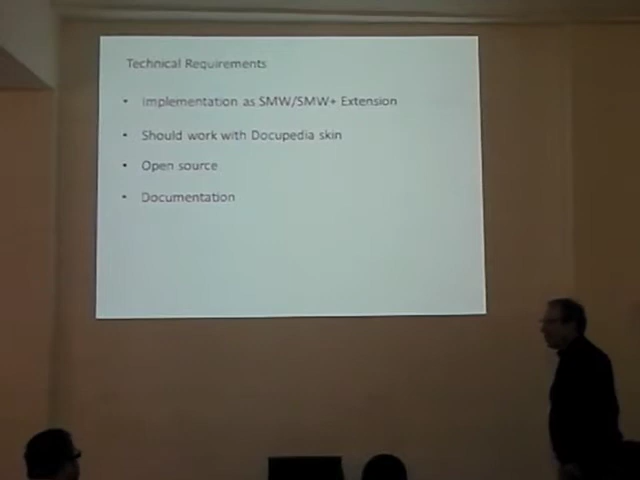 Technical Requirements
• Implementation as SMW/SMW+ Extension
• Should work with Docupedia skin
• Open source
• Documentation